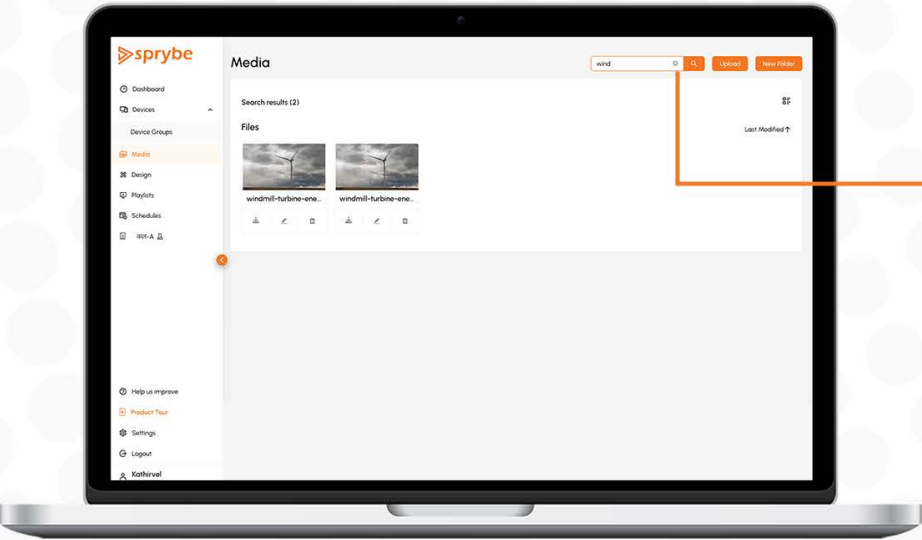 sprybe
Media
wind
Upload
New Folder
Dashboard
Devices
Device Groups
Media
Design
Playlists
Schedules
Search results (2)
Files
Last Modified ↑
windmill-turbine-ene...
windmill-turbine-ene...
Help us improve
Product Tour
Settings
Logout
Kathirvel